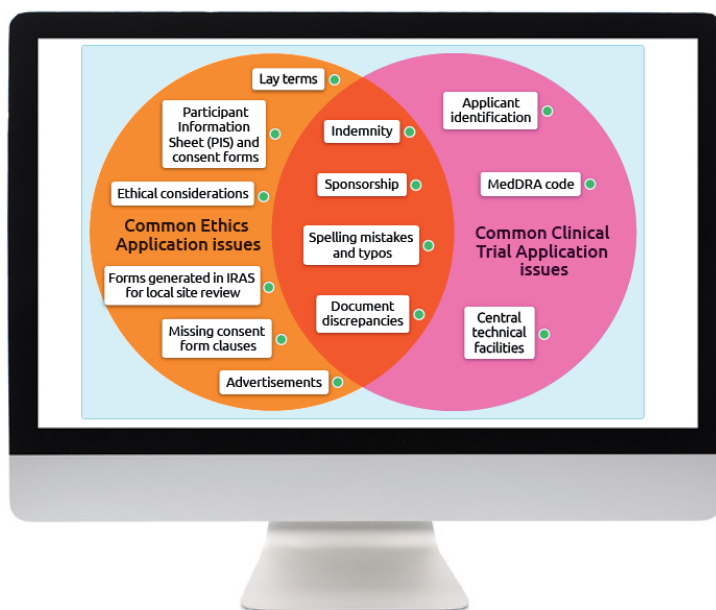 Lay terms
Participant
Information
Sheet (PIS) and
consent forms
Ethical considerations
Common Ethics
Application issues
Forms generated in IRAS
for local site review
Missing consent
form clauses
Advertisements
Indemnity
Sponsorship
Spelling mistakes
and typos
Document
discrepancies
Applicant
identification
MedDRA code
Common Clinical
Trial Application
issues
Central
technical
facilities